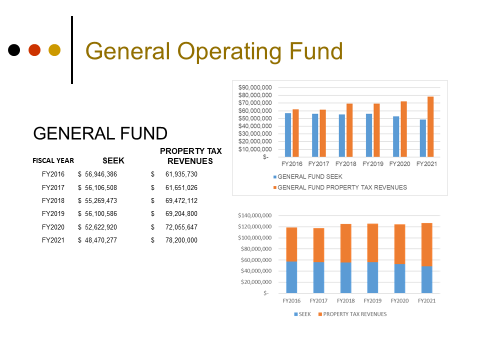 General Operating Fund
GENERAL FUND
FISCAL YEAR SEEK PROPERTY TAX REVENUES
FY2016 $ 56,946,386 $ 61,935,730
FY2017 $ 56,106,508 $ 61,651,026
FY2018 $ 55,269,473 $ 69,472,112
FY2019 $ 56,100,586 $ 69,204,800
FY2020 $ 52,622,920 $ 72,055,647
FY2021 $ 48,470,277 $ 78,200,000
$90,000,000
$80,000,000
$70,000,000
$60,000,000
$50,000,000
$40,000,000
$30,000,000
$20,000,000
$10,000,000
$-
FY2016 FY2017 FY2018 FY2019 FY2020 FY2021
GENERAL FUND SEEK
GENERAL FUND PROPERTY TAX REVENUES
$140,000,000
$120,000,000
$100,000,000
$80,000,000
$60,000,000
$40,000,000
$20,000,000
$-
FY2016 FY2017 FY2018 FY2019 FY2020 FY2021
SEEK PROPERTY TAX REVENUES